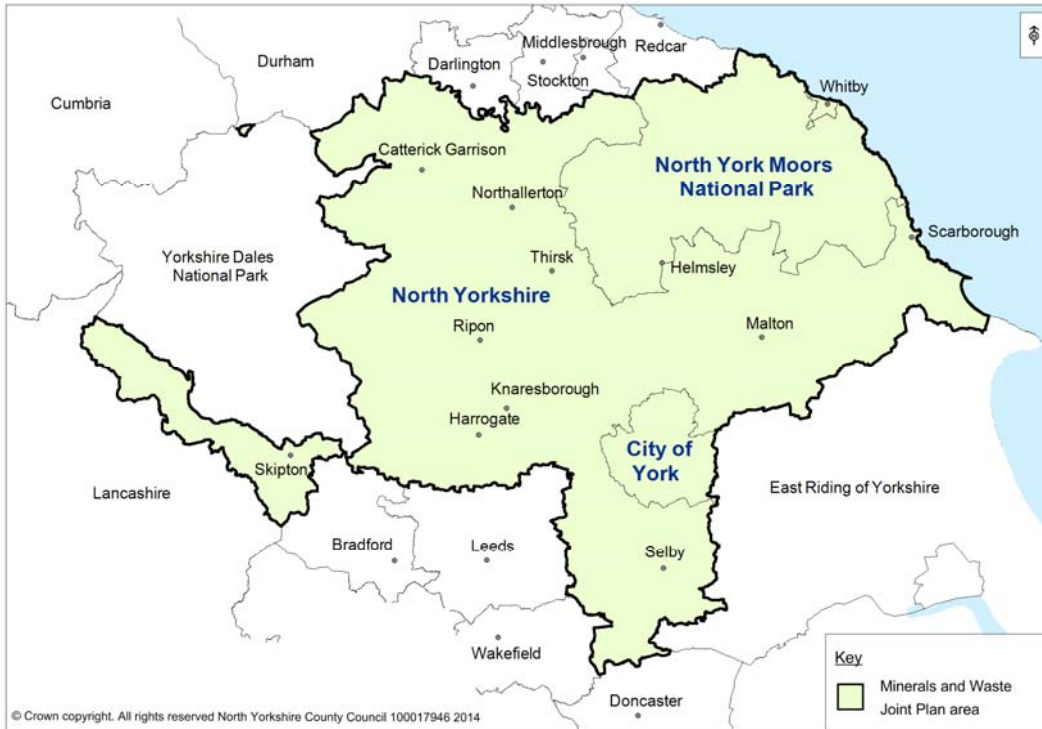 Middlesbrough
Redcar
Durham
Darlington
Stockton
Cumbria
Whitby
Catterick Garrison
North York Moors
National Park
Northallerton
Scarborough
Yorkshire Dales
National Park
Thirsk
Helmsley
North Yorkshire
Ripon
Malton
Knaresborough
Harrogate
City of
York
Skipton
Lancashire
East Riding of Yorkshire
Bradford
Leeds
Selby
Wakefield
Doncaster
Key
Minerals and Waste
Joint Plan area
© Crown copyright. All rights reserved North Yorkshire County Council 100017946 2014